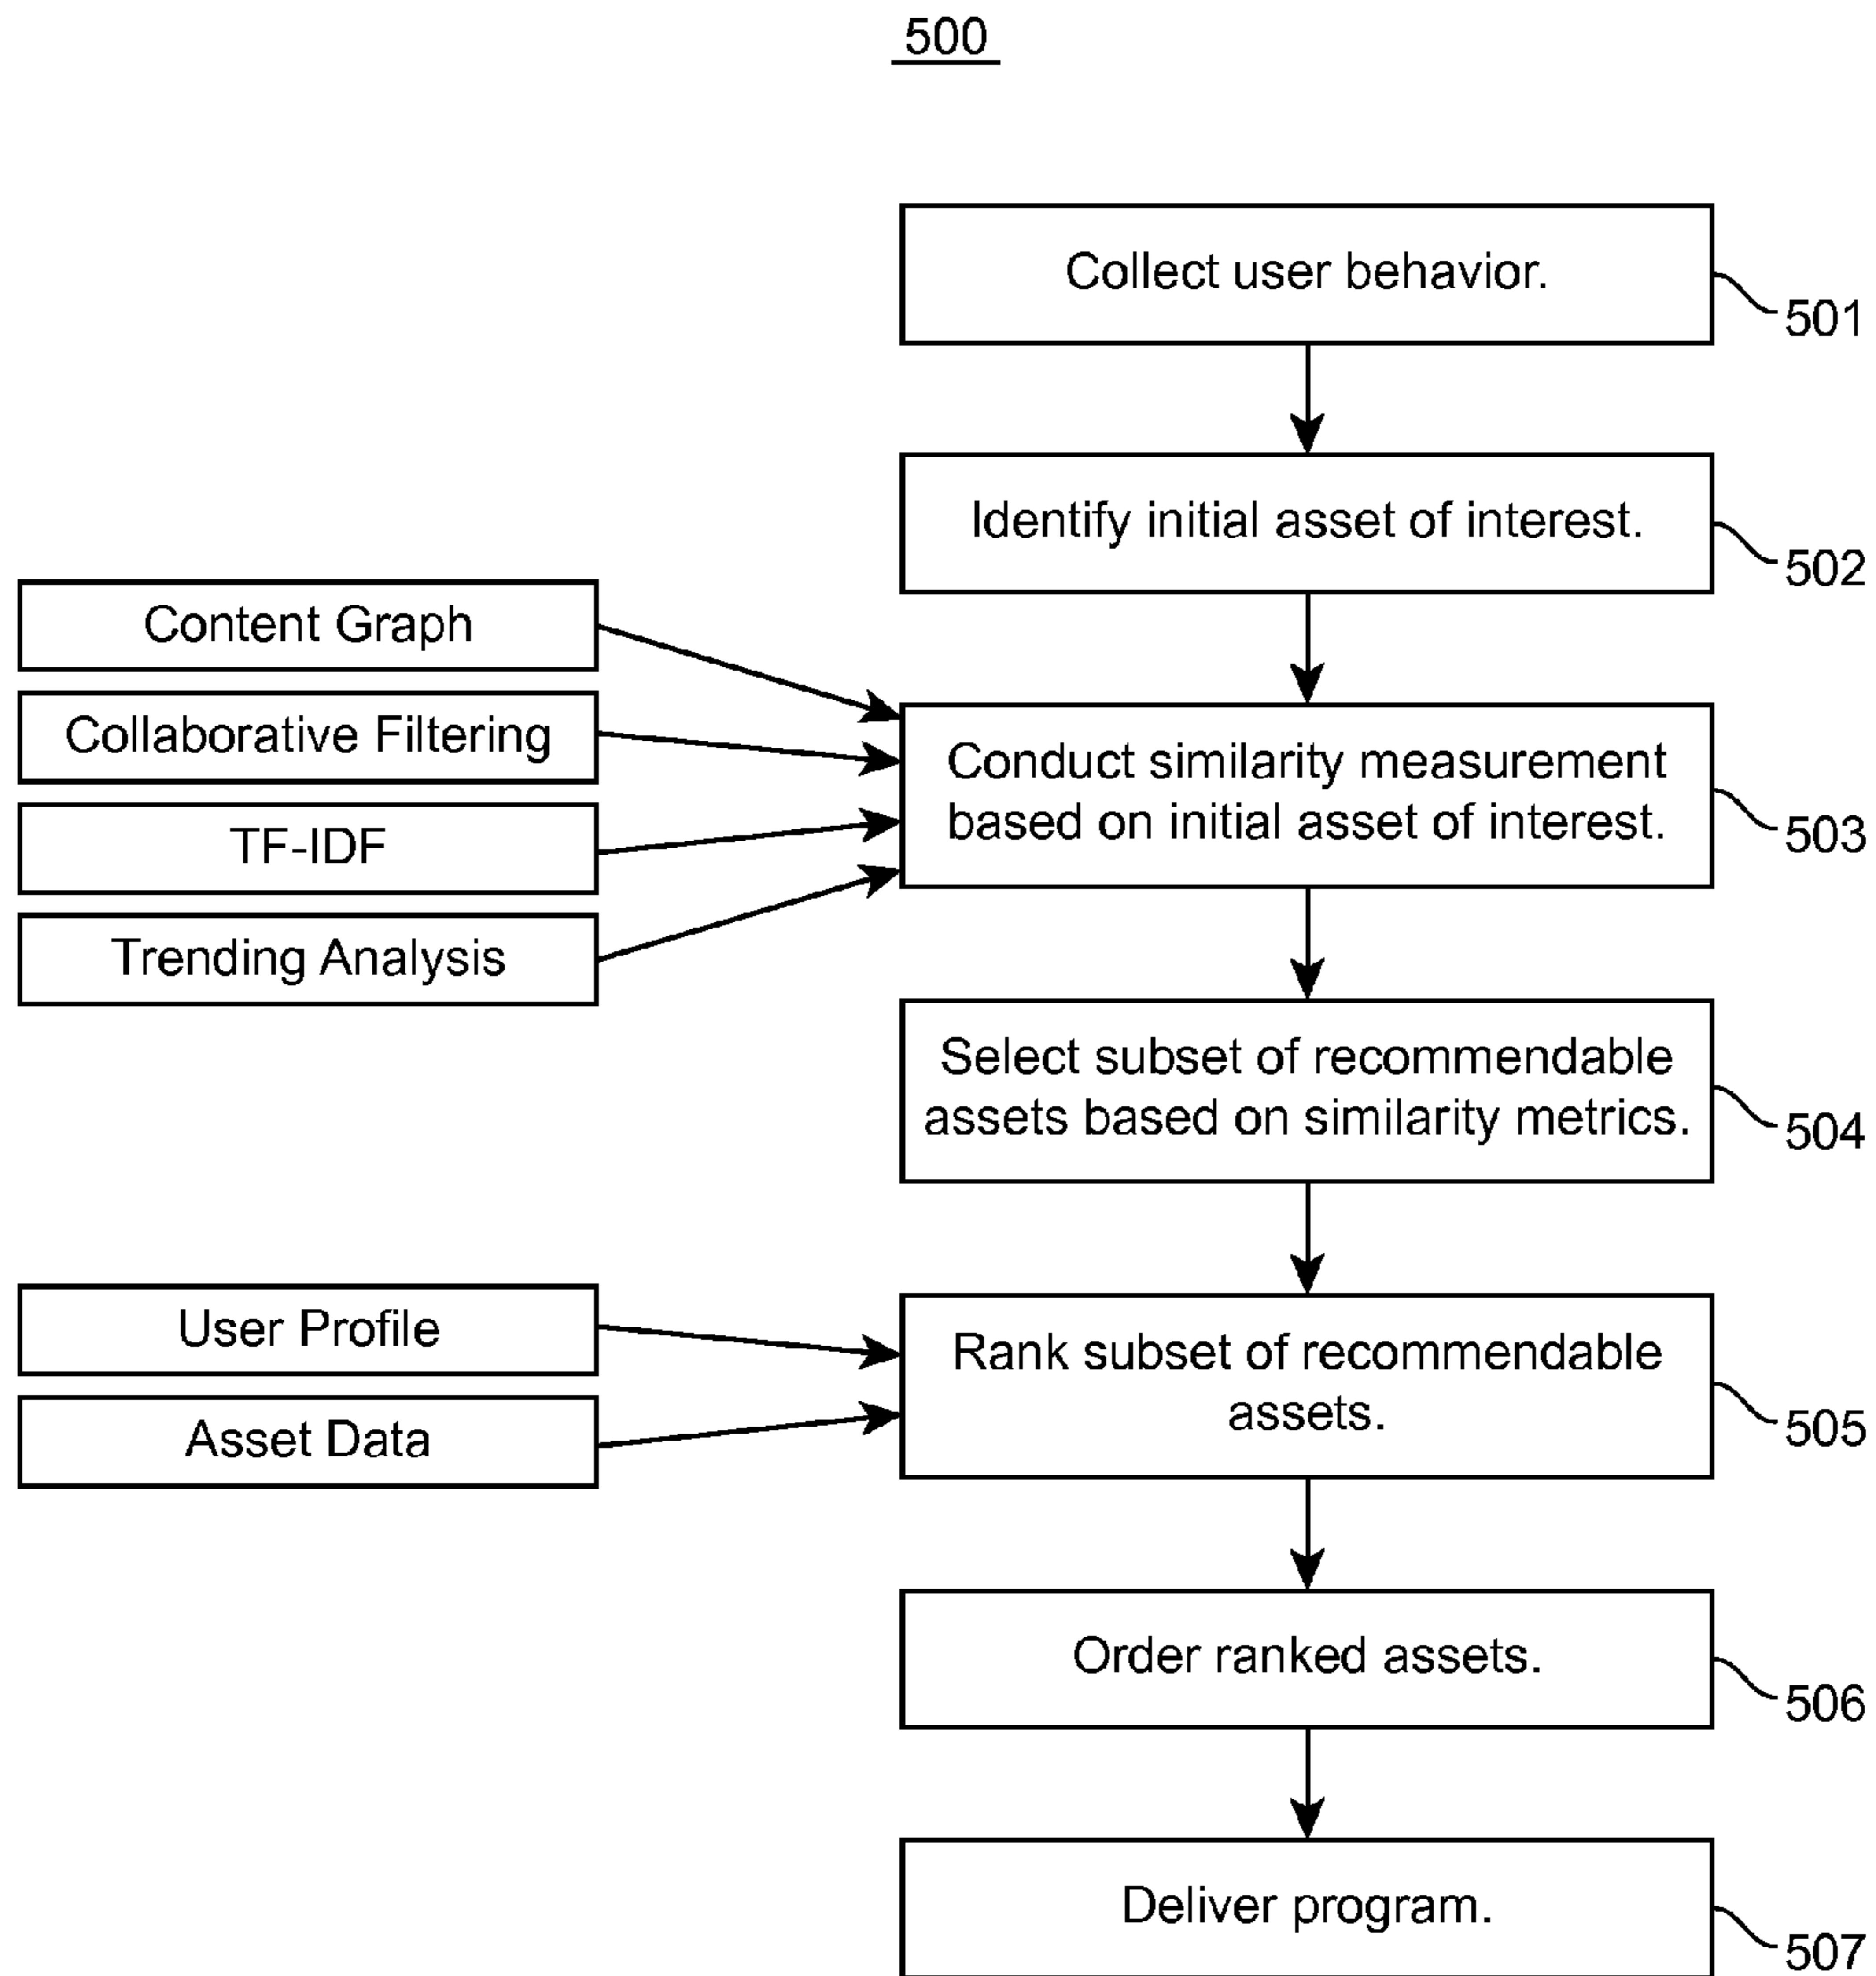 500
Collect user behavior.
501
Identify initial asset of interest.
502
Content Graph
Collaborative Filtering
TF-IDF
Trending Analysis
Conduct similarity measurement
based on initial asset of interest.
503
Select subset of recommendable
assets based on similarity metrics.
504
User Profile
Asset Data
Rank subset of recommendable
assets.
505
Order ranked assets.
506
Deliver program.
507